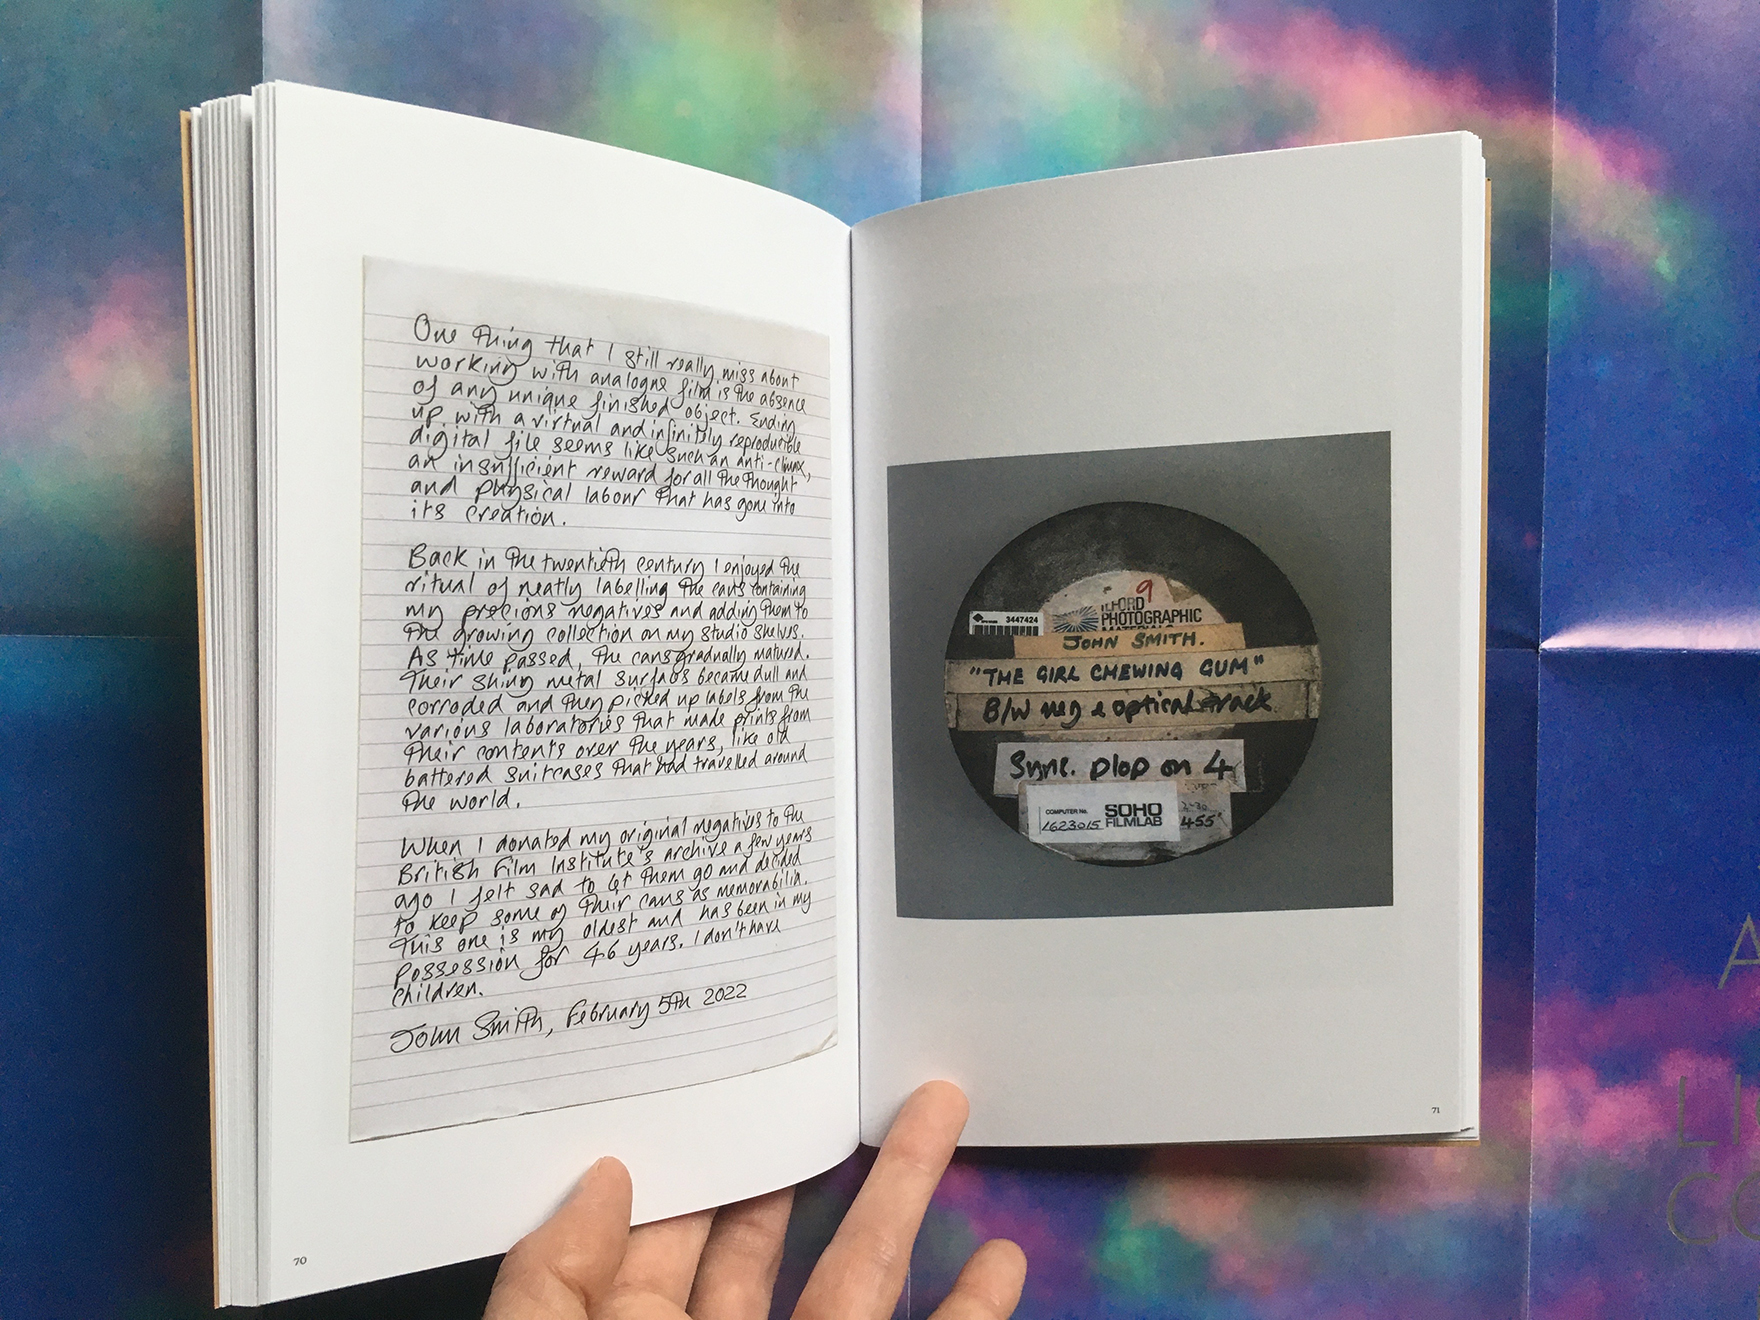 One thing that I still really miss about
working with analogue film is the absence
of any unique finished object. Ending
up with a virtual and infinitely reproducible
digital file seems like such an anti-climax,
an insufficient reward for all the thought
and physical labour that has gone into
its creation.
Back in the twentieth century I enjoyed the
ritual of neatly labelling the cans containing
my precious negatives and adding them to
the growing collection on my studio shelves.
As time passed, the cans gradually matured.
Their shiny metal surfaces became dull and
corroded and they picked up labels from the
various laboratories that made prints from
their contents over the years, like old
battered suitcases that had travelled around
the world.
When I donated my original negatives to the
British Film Institute's archive a few years
ago I felt sad to let them go and decided
to keep some of their cans as memorabilia.
This one is my oldest and has been in my
possession for 46 years. I don't have
children.
John Smith, February 5th 2022
70
9
3447424
ILFORD
PHOTOGRAPHIC
MATERIALS
JOHN SMITH.
"THE GIRL CHEWING GUM"
B/W neg & optical track
Sync. plop on 4
COMPUTER No.
1623015
SOHO
FILMLAB
2-30
455'
71
A
LI
CO